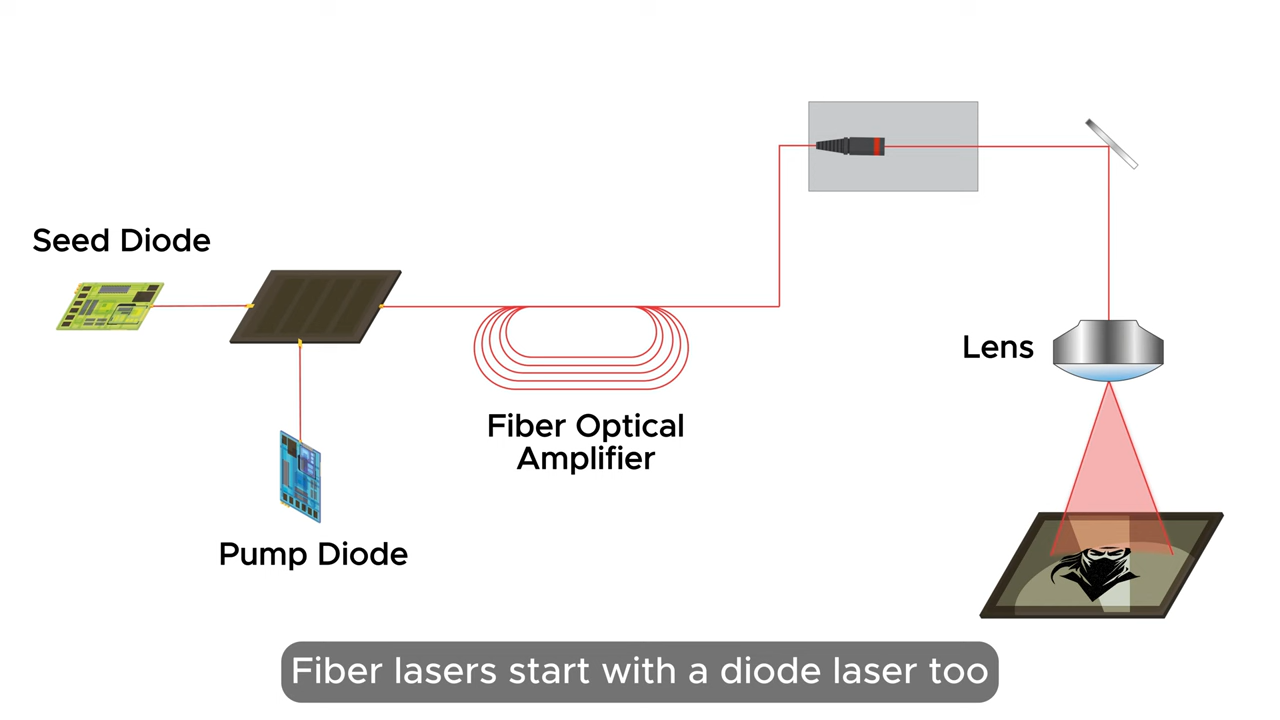 Seed Diode
Lens
Fiber Optical
Amplifier
Pump Diode
Fiber lasers start with a diode laser too